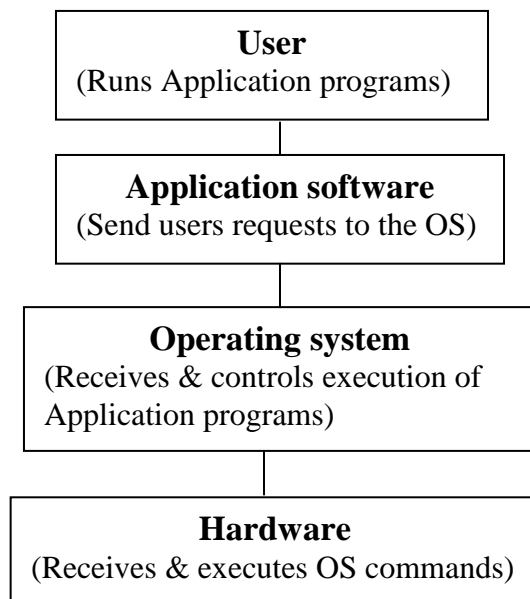 User
(Runs Application programs)
Application software
(Send users requests to the OS)
Operating system
(Receives & controls execution of
Application programs)
Hardware
(Receives & executes OS commands)